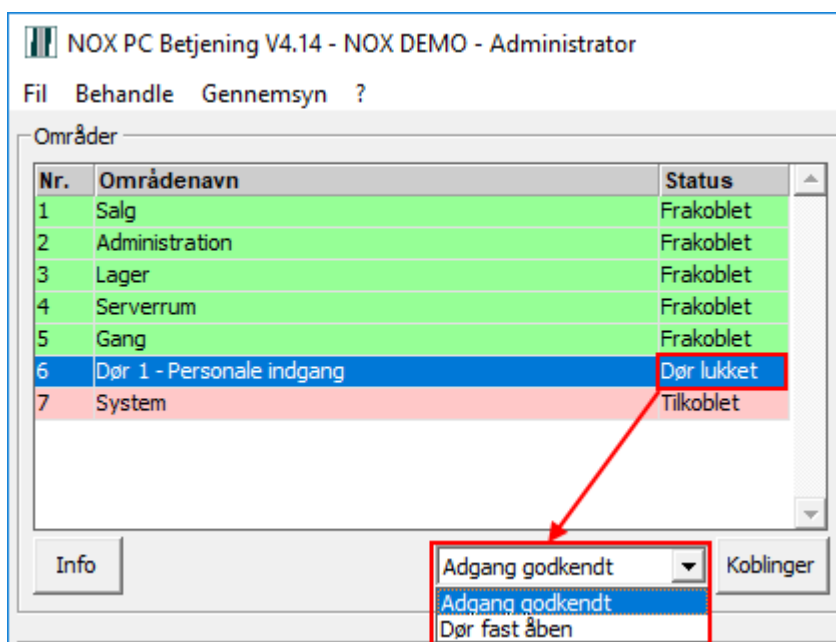 NOX PC Betjening V4.14 - NOX DEMO - Administrator
Fil Behandle Gennemsyn ?
Områder
Nr. Områdenavn Status
1 Salg Frakoblet
2 Administration Frakoblet
3 Lager Frakoblet
4 Serverrum Frakoblet
5 Gang Frakoblet
6 Dør 1 - Personale indgang Dør lukket
7 System Tilkoblet
Info Adgang godkendt Koblinger
Adgang godkendt
Dør fast åben